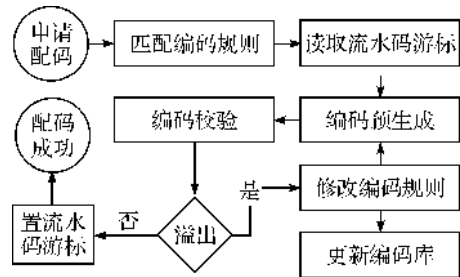 申请
配码
匹配编码规则
读取流水码游标
配码
成功
编码校验
编码预生成
是
修改编码规则
置流水
码游标
否
溢出
更新编码库